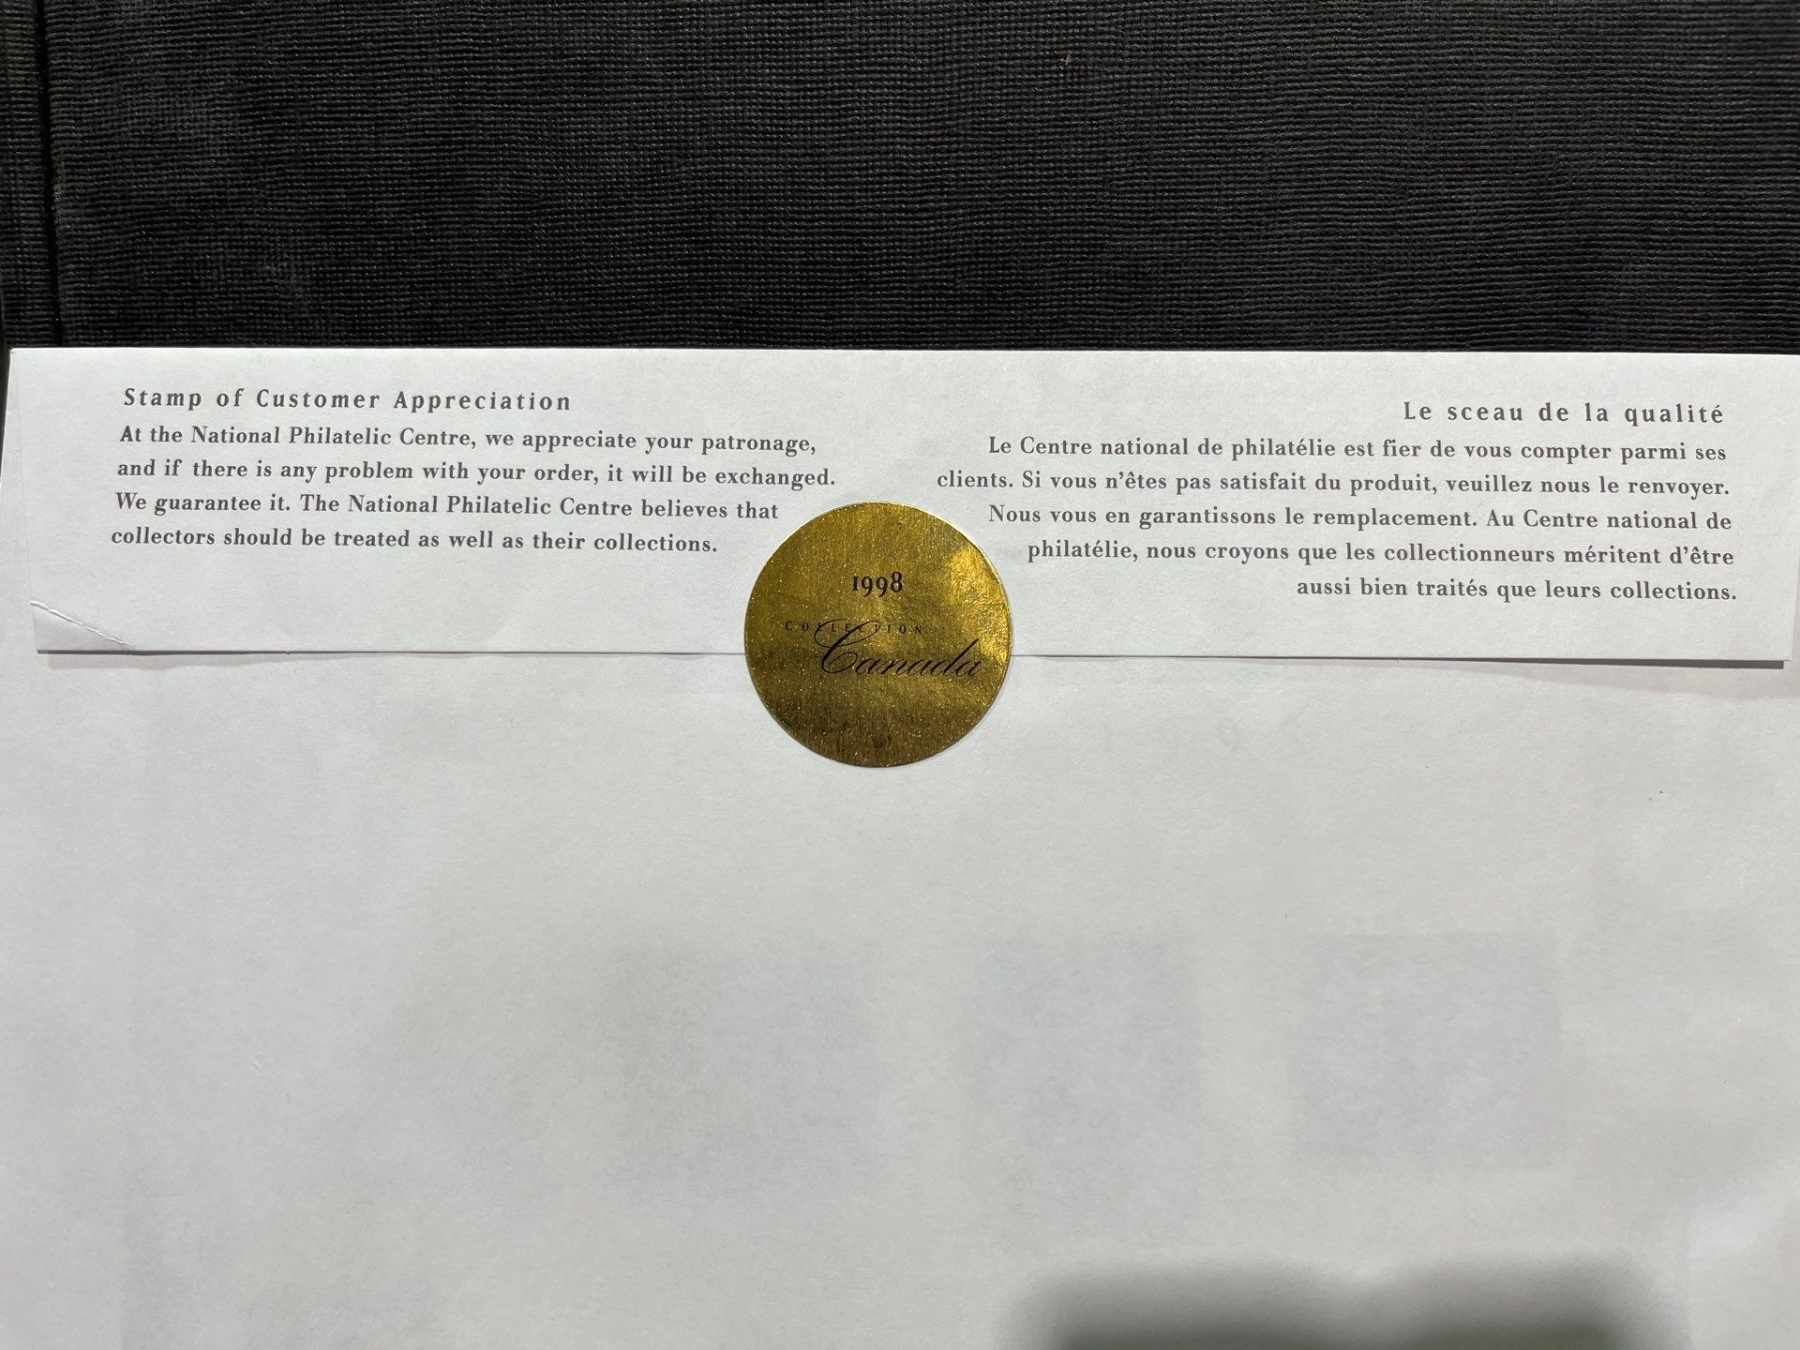 Stamp of Customer Appreciation
At the National Philatelic Centre, we appreciate your patronage,
and if there is any problem with your order, it will be exchanged.
We guarantee it. The National Philatelic Centre believes that
collectors should be treated as well as their collections.
Le sceau de la qualité
Le Centre national de philatélie est fier de vous compter parmi ses
clients. Si vous n'êtes pas satisfait du produit, veuillez nous le renvoyer.
Nous vous en garantissons le remplacement. Au Centre national de
philatélie, nous croyons que les collectionneurs méritent d'être
aussi bien traités que leurs collections.
1998
COLLECTION
Canada